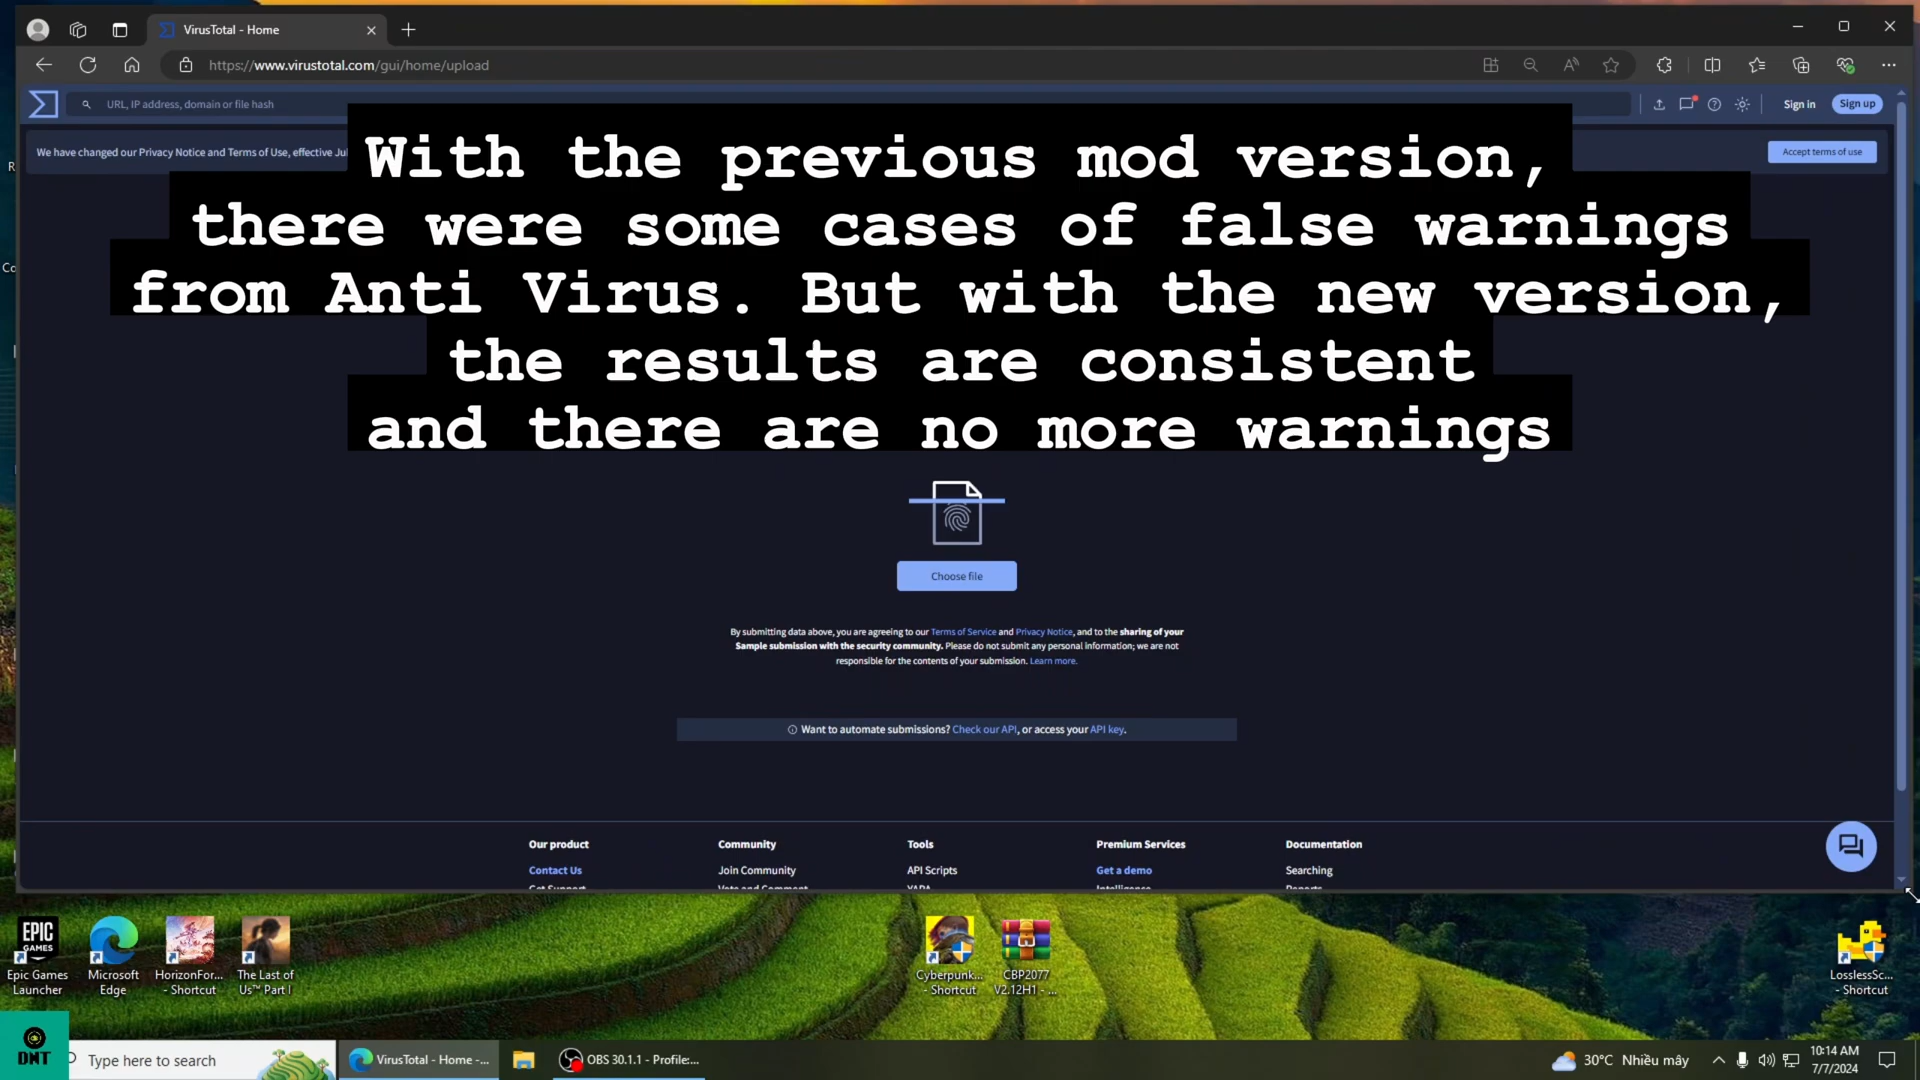 VirusTotal - Home
https://www.virustotal.com/gui/home/upload
URL, IP address, domain or file hash
Sign in
Sign up
We have changed our Privacy Notice and Terms of Use, effective
Accept terms of use
With the previous mod version,
there were some cases of false warnings
from Anti Virus. But with the new version,
the results are consistent
and there are no more warnings
Choose file
By submitting data above, you are agreeing to our Terms of Service and Privacy Notice, and to the sharing of your
Sample submission with the security community. Please do not submit any personal information; we are not
responsible for the contents of your submission. Learn more.
Want to automate submissions? Check our API, or access your API key.
Our product
Community
Tools
Premium Services
Documentation
Contact Us
Join Community
API Scripts
Get a demo
Searching
EPIC
GAMES
Epic Games
Launcher
Microsoft
Edge
HorizonFor...
- Shortcut
The Last of
Us™ Part I
Cyberpunk...
- Shortcut
CBP2077
V2.12H1 - ...
LosslessSc...
- Shortcut
DNT
Type here to search
VirusTotal - Home -...
OBS 30.1.1 - Profile:...
30°C Nhiều mây
10:14 AM
7/7/2024